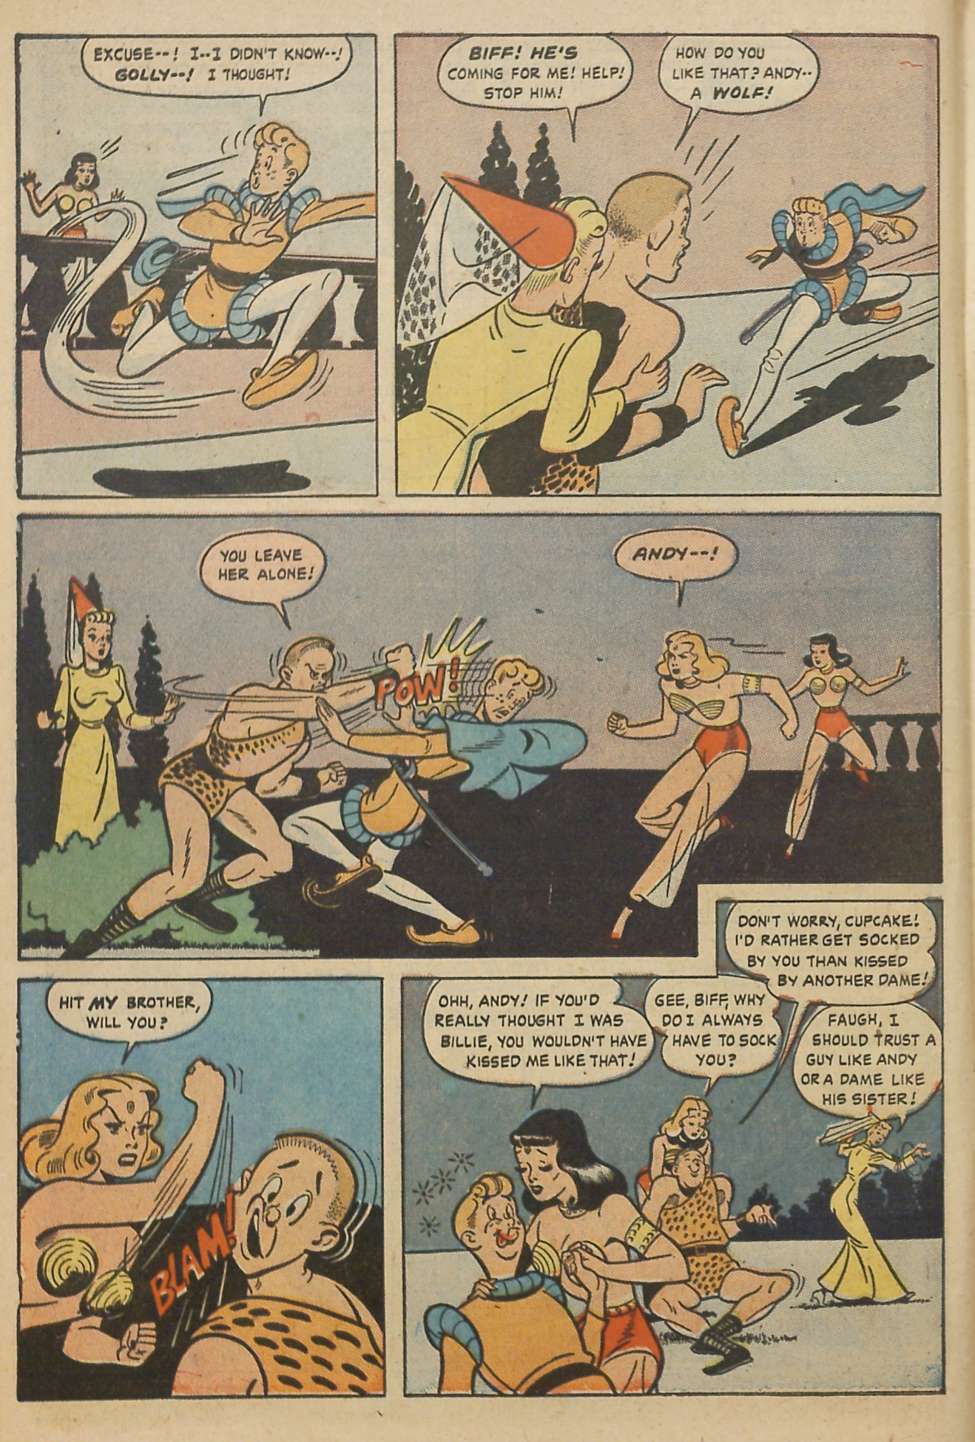 EXCUSE--! I--I DIDN'T KNOW--!
GOLLY--! I THOUGHT!
BIFF! HE'S
COMING FOR ME! HELP!
STOP HIM!
HOW DO YOU
LIKE THAT? ANDY--
A WOLF!
YOU LEAVE
HER ALONE!
POW!
ANDY--!
HIT MY BROTHER,
WILL YOU?
BLAM!
OHH, ANDY! IF YOU'D
REALLY THOUGHT I WAS
BILLIE, YOU WOULDN'T HAVE
KISSED ME LIKE THAT!
GEE, BIFF, WHY
DO I ALWAYS
HAVE TO SOCK
YOU?
DON'T WORRY, CUPCAKE!
I'D RATHER GET SOCKED
BY YOU THAN KISSED
BY ANOTHER DAME!
FAUGH, I
SHOULD TRUST A
GUY LIKE ANDY
OR A DAME LIKE
HIS SISTER!